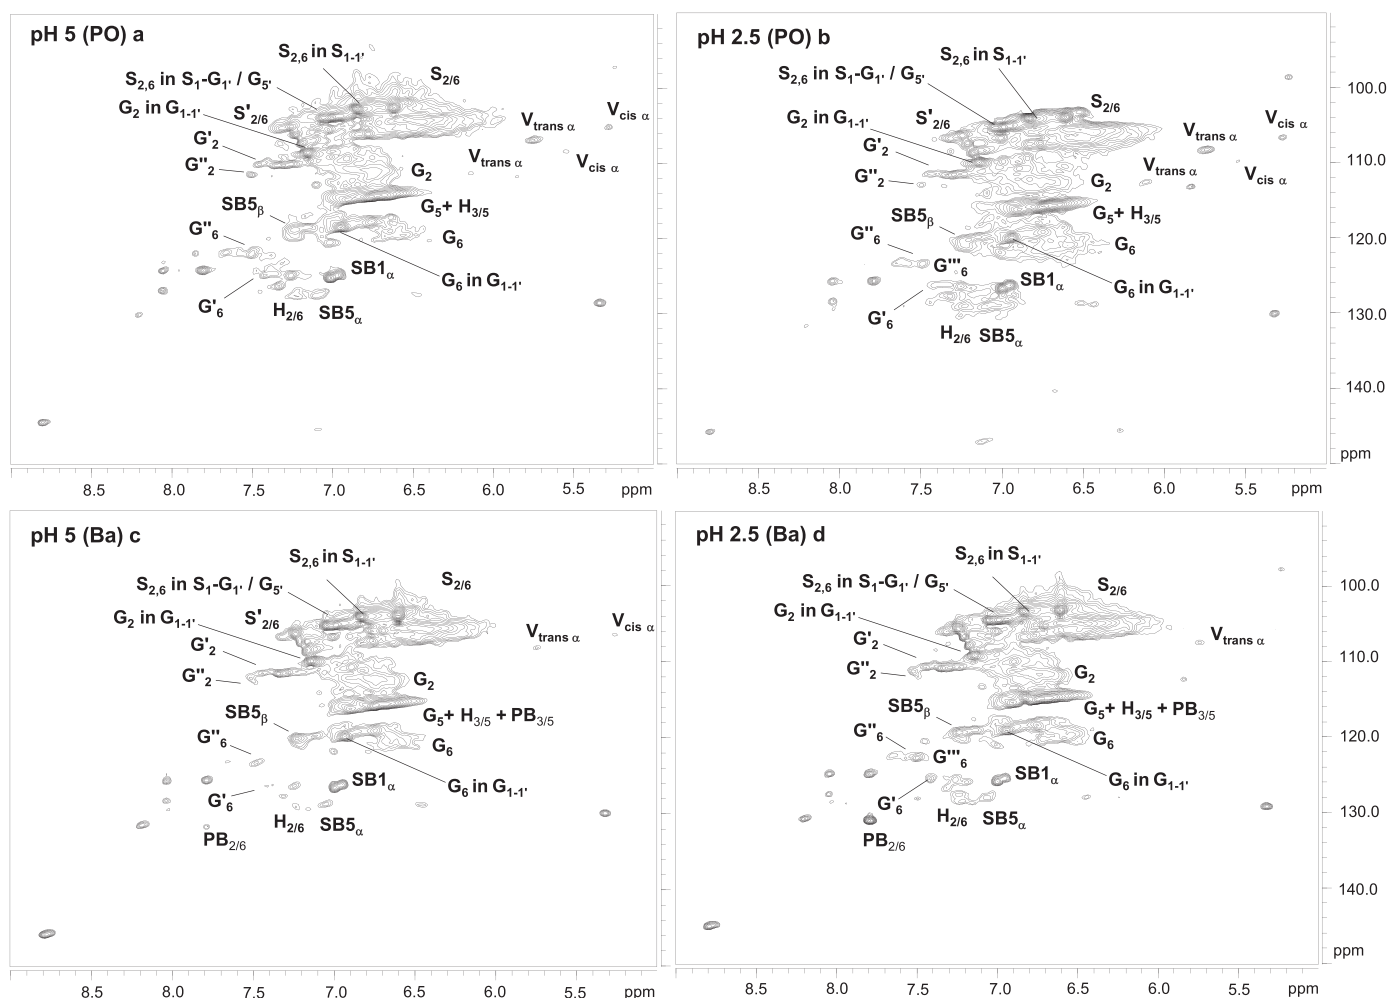 pH 5 (PO) a
S2,6 in S1-1'
S2,6 in S1-G1' / G5'
S2/6
G2 in G1-1'
S'2/6
Vtrans α
Vcis α
G'2
G''2
Vtrans α
Vcis α
G2
SB5β
G5+ H3/5
G''6
G6
SB1α
G6 in G1-1'
G'6
H2/6
SB5α
8.5 8.0 7.5 7.0 6.5 6.0 5.5 ppm
pH 2.5 (PO) b
S2,6 in S1-1'
S2,6 in S1-G1' / G5'
S2/6
G2 in G1-1'
S'2/6
Vtrans α
Vcis α
G'2
G''2
Vtrans α
Vcis α
G2
SB5β
G5+ H3/5
G''6
G6
G'''6
SB1α
G6 in G1-1'
G'6
H2/6
SB5α
100.0
110.0
120.0
130.0
140.0
ppm
8.5 8.0 7.5 7.0 6.5 6.0 5.5 ppm
pH 5 (Ba) c
S2,6 in S1-1'
S2,6 in S1-G1' / G5'
S2/6
G2 in G1-1'
S'2/6
Vtrans α
Vcis α
G'2
G''2
G2
SB5β
G5+ H3/5 + PB3/5
G''6
G6
SB1α
G6 in G1-1'
G'6
H2/6
SB5α
PB2/6
8.5 8.0 7.5 7.0 6.5 6.0 5.5 ppm
pH 2.5 (Ba) d
S2,6 in S1-1'
S2,6 in S1-G1' / G5'
S2/6
G2 in G1-1'
S'2/6
Vtrans α
G'2
G''2
G2
SB5β
G5+ H3/5 + PB3/5
G''6
G6
G'''6
SB1α
G6 in G1-1'
G'6
H2/6
SB5α
PB2/6
100.0
110.0
120.0
130.0
140.0
ppm
8.5 8.0 7.5 7.0 6.5 6.0 5.5 ppm